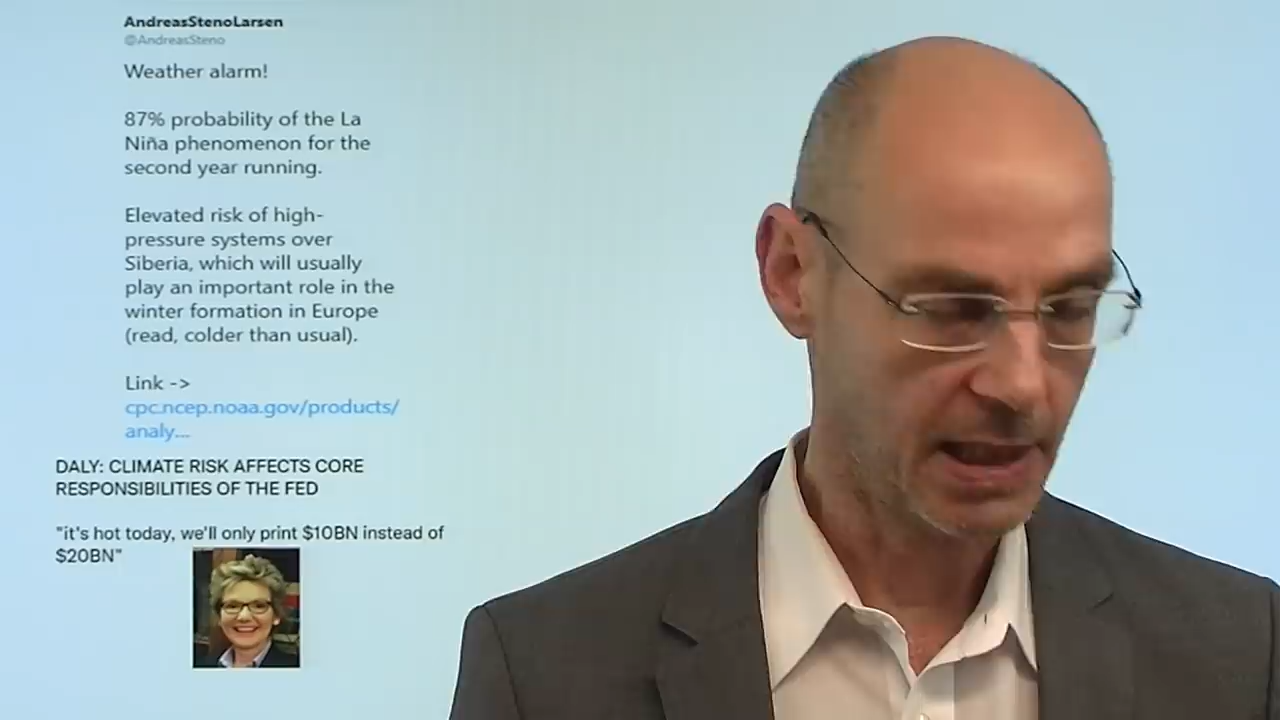 AndreasStenoLarsen
@AndreasSteno
Weather alarm!
87% probability of the La
Niña phenomenon for the
second year running.
Elevated risk of high-
pressure systems over
Siberia, which will usually
play an important role in the
winter formation in Europe
(read, colder than usual).
Link ->
cpc.ncep.noaa.gov/products/
analy...
DALY: CLIMATE RISK AFFECTS CORE
RESPONSIBILITIES OF THE FED
"it's hot today, we'll only print $10BN instead of
$20BN"